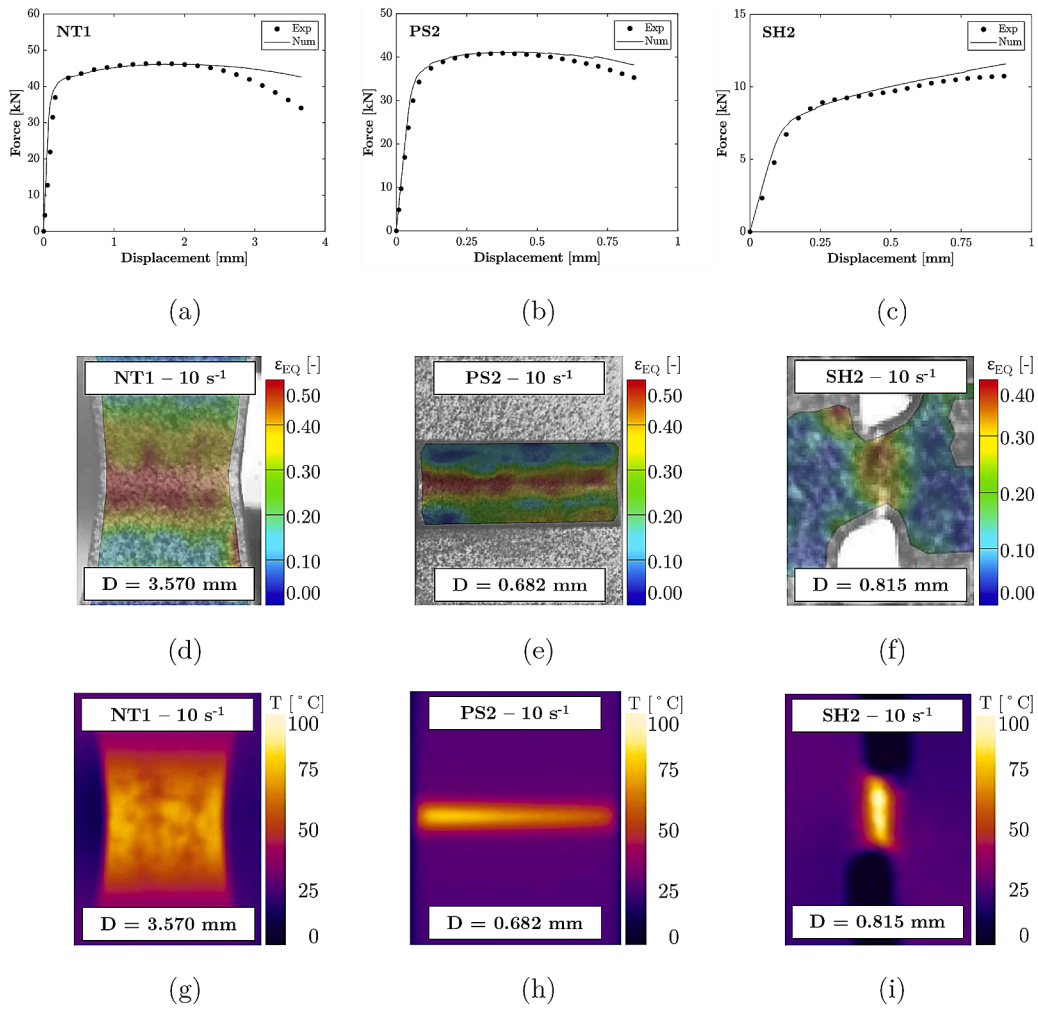 NT1
Exp
Num
60
50
40
30
20
10
0
0
1
2
3
4
Force [kN]
Displacement [mm]
(a)
PS2
Exp
Num
50
40
30
20
10
0
0
0.25
0.5
0.75
1
Force [kN]
Displacement [mm]
(b)
SH2
Exp
Num
15
10
5
0
0
0.25
0.5
0.75
1
Force [kN]
Displacement [mm]
(c)
NT1 – 10 s⁻¹
D = 3.570 mm
εEQ [-]
0.50
0.40
0.30
0.20
0.10
0.00
(d)
PS2 – 10 s⁻¹
D = 0.682 mm
εEQ [-]
0.50
0.40
0.30
0.20
0.10
0.00
(e)
SH2 – 10 s⁻¹
D = 0.815 mm
εEQ [-]
0.40
0.30
0.20
0.10
0.00
(f)
NT1 – 10 s⁻¹
D = 3.570 mm
T [°C]
100
75
50
25
0
(g)
PS2 – 10 s⁻¹
D = 0.682 mm
T [°C]
100
75
50
25
0
(h)
SH2 – 10 s⁻¹
D = 0.815 mm
T [°C]
100
75
50
25
0
(i)